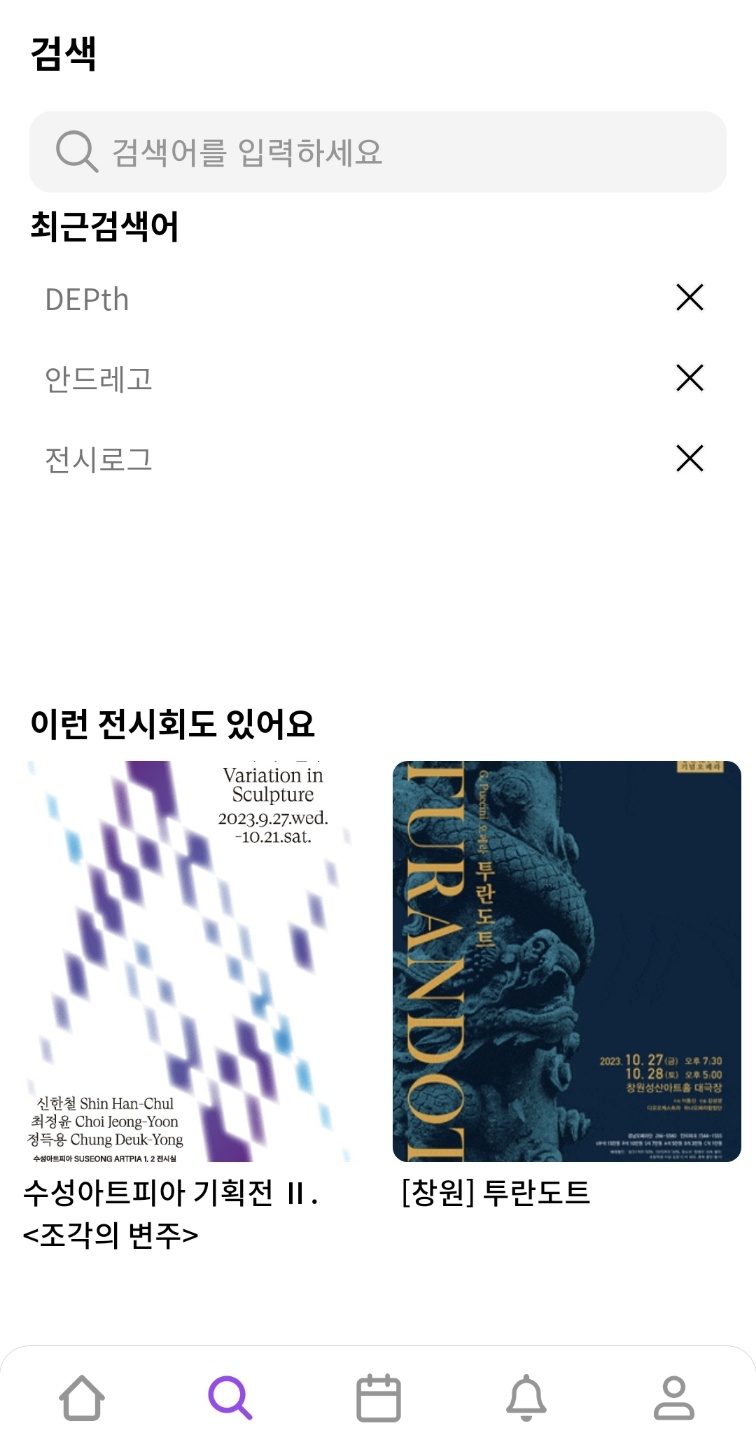 검색
검색어를 입력하세요
최근검색어
DEPth
안드레고
전시로그
이런 전시회도 있어요
Variation in
Sculpture
2023.9.27.wed.
-10.21.sat.
신한철 Shin Han-Chul
최정윤 Choi Jeong-Yoon
정득용 Chung Deuk-Yong
수성아트피아 SUSEONG ARTPIA 1, 2 전시실
TURANDOT
G. Puccini 오페라 투란도트
2023. 10. 27(금) 오후 7:30
10. 28(토) 오후 5:00
창원성산아트홀 대극장
수성아트피아 기획전 Ⅱ.
<조각의 변주>
[창원] 투란도트